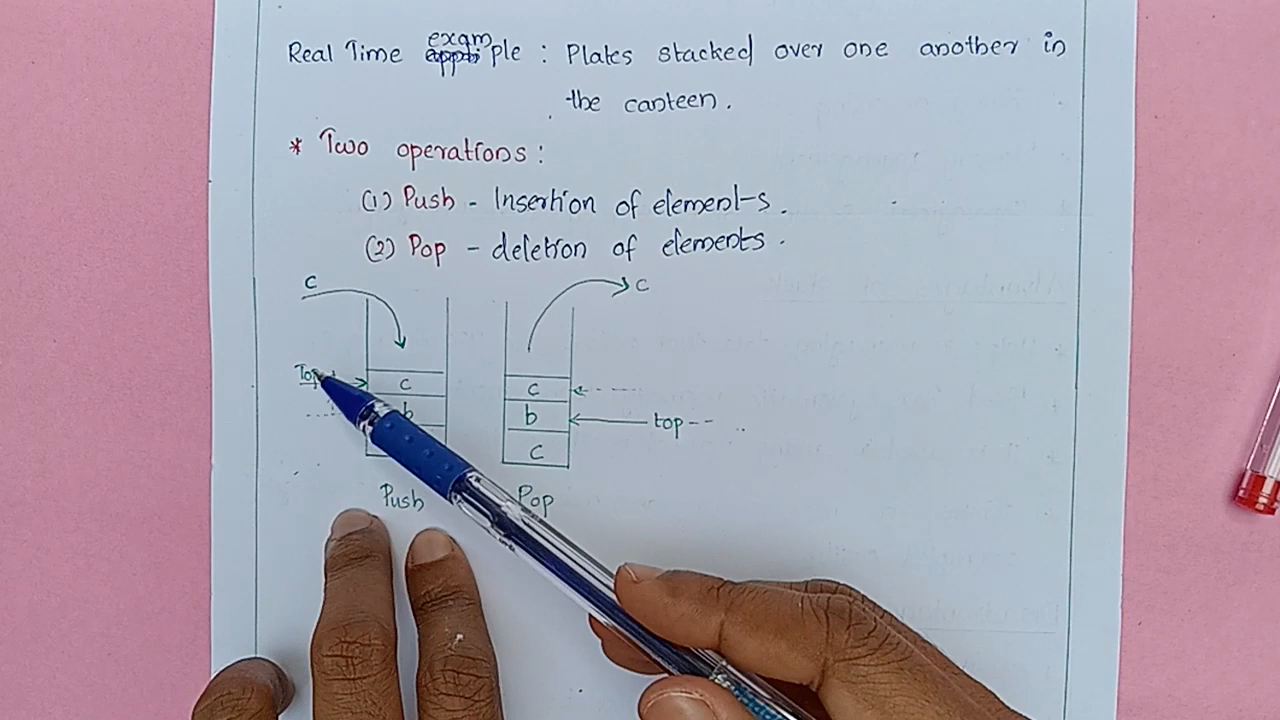 Real Time example : Plates stacked over one another in
the canteen.
* Two operations :
(1) Push - Insertion of elements.
(2) Pop - deletion of elements.
c c
Top c c
b b top
c
Push Pop